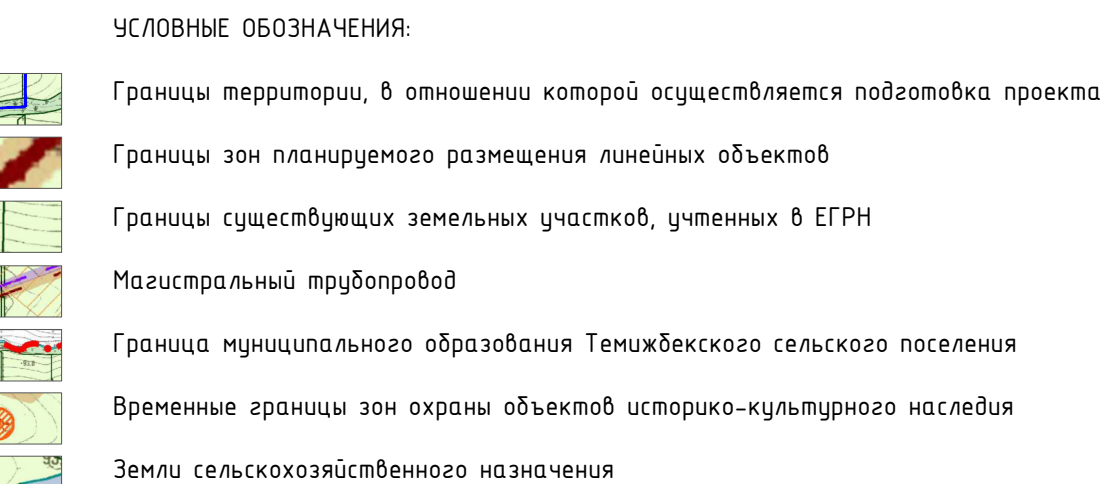 УСЛОВНЫЕ ОБОЗНАЧЕНИЯ:
Границы территории, в отношении которой осуществляется подготовка проекта
Границы зон планируемого размещения линейных объектов
Границы существующих земельных участков, учтенных в ЕГРН
Магистральный трубопровод
Граница муниципального образования Темижбекского сельского поселения
Временные границы зон охраны объектов историко-культурного наследия
Земли сельскохозяйственного назначения